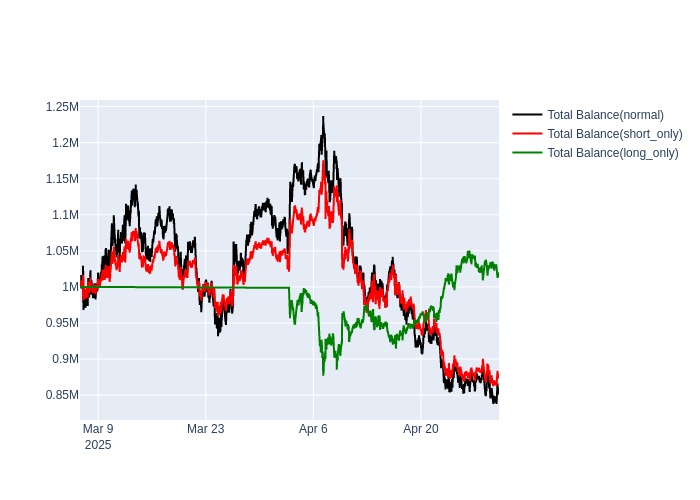 1.25M
1.2M
1.15M
1.1M
1.05M
1M
0.95M
0.9M
0.85M
Mar 9
2025
Mar 23
Apr 6
Apr 20
Total Balance(normal)
Total Balance(short_only)
Total Balance(long_only)